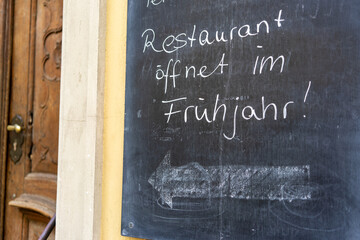 Restaurant
öffnet im
Frühjahr!